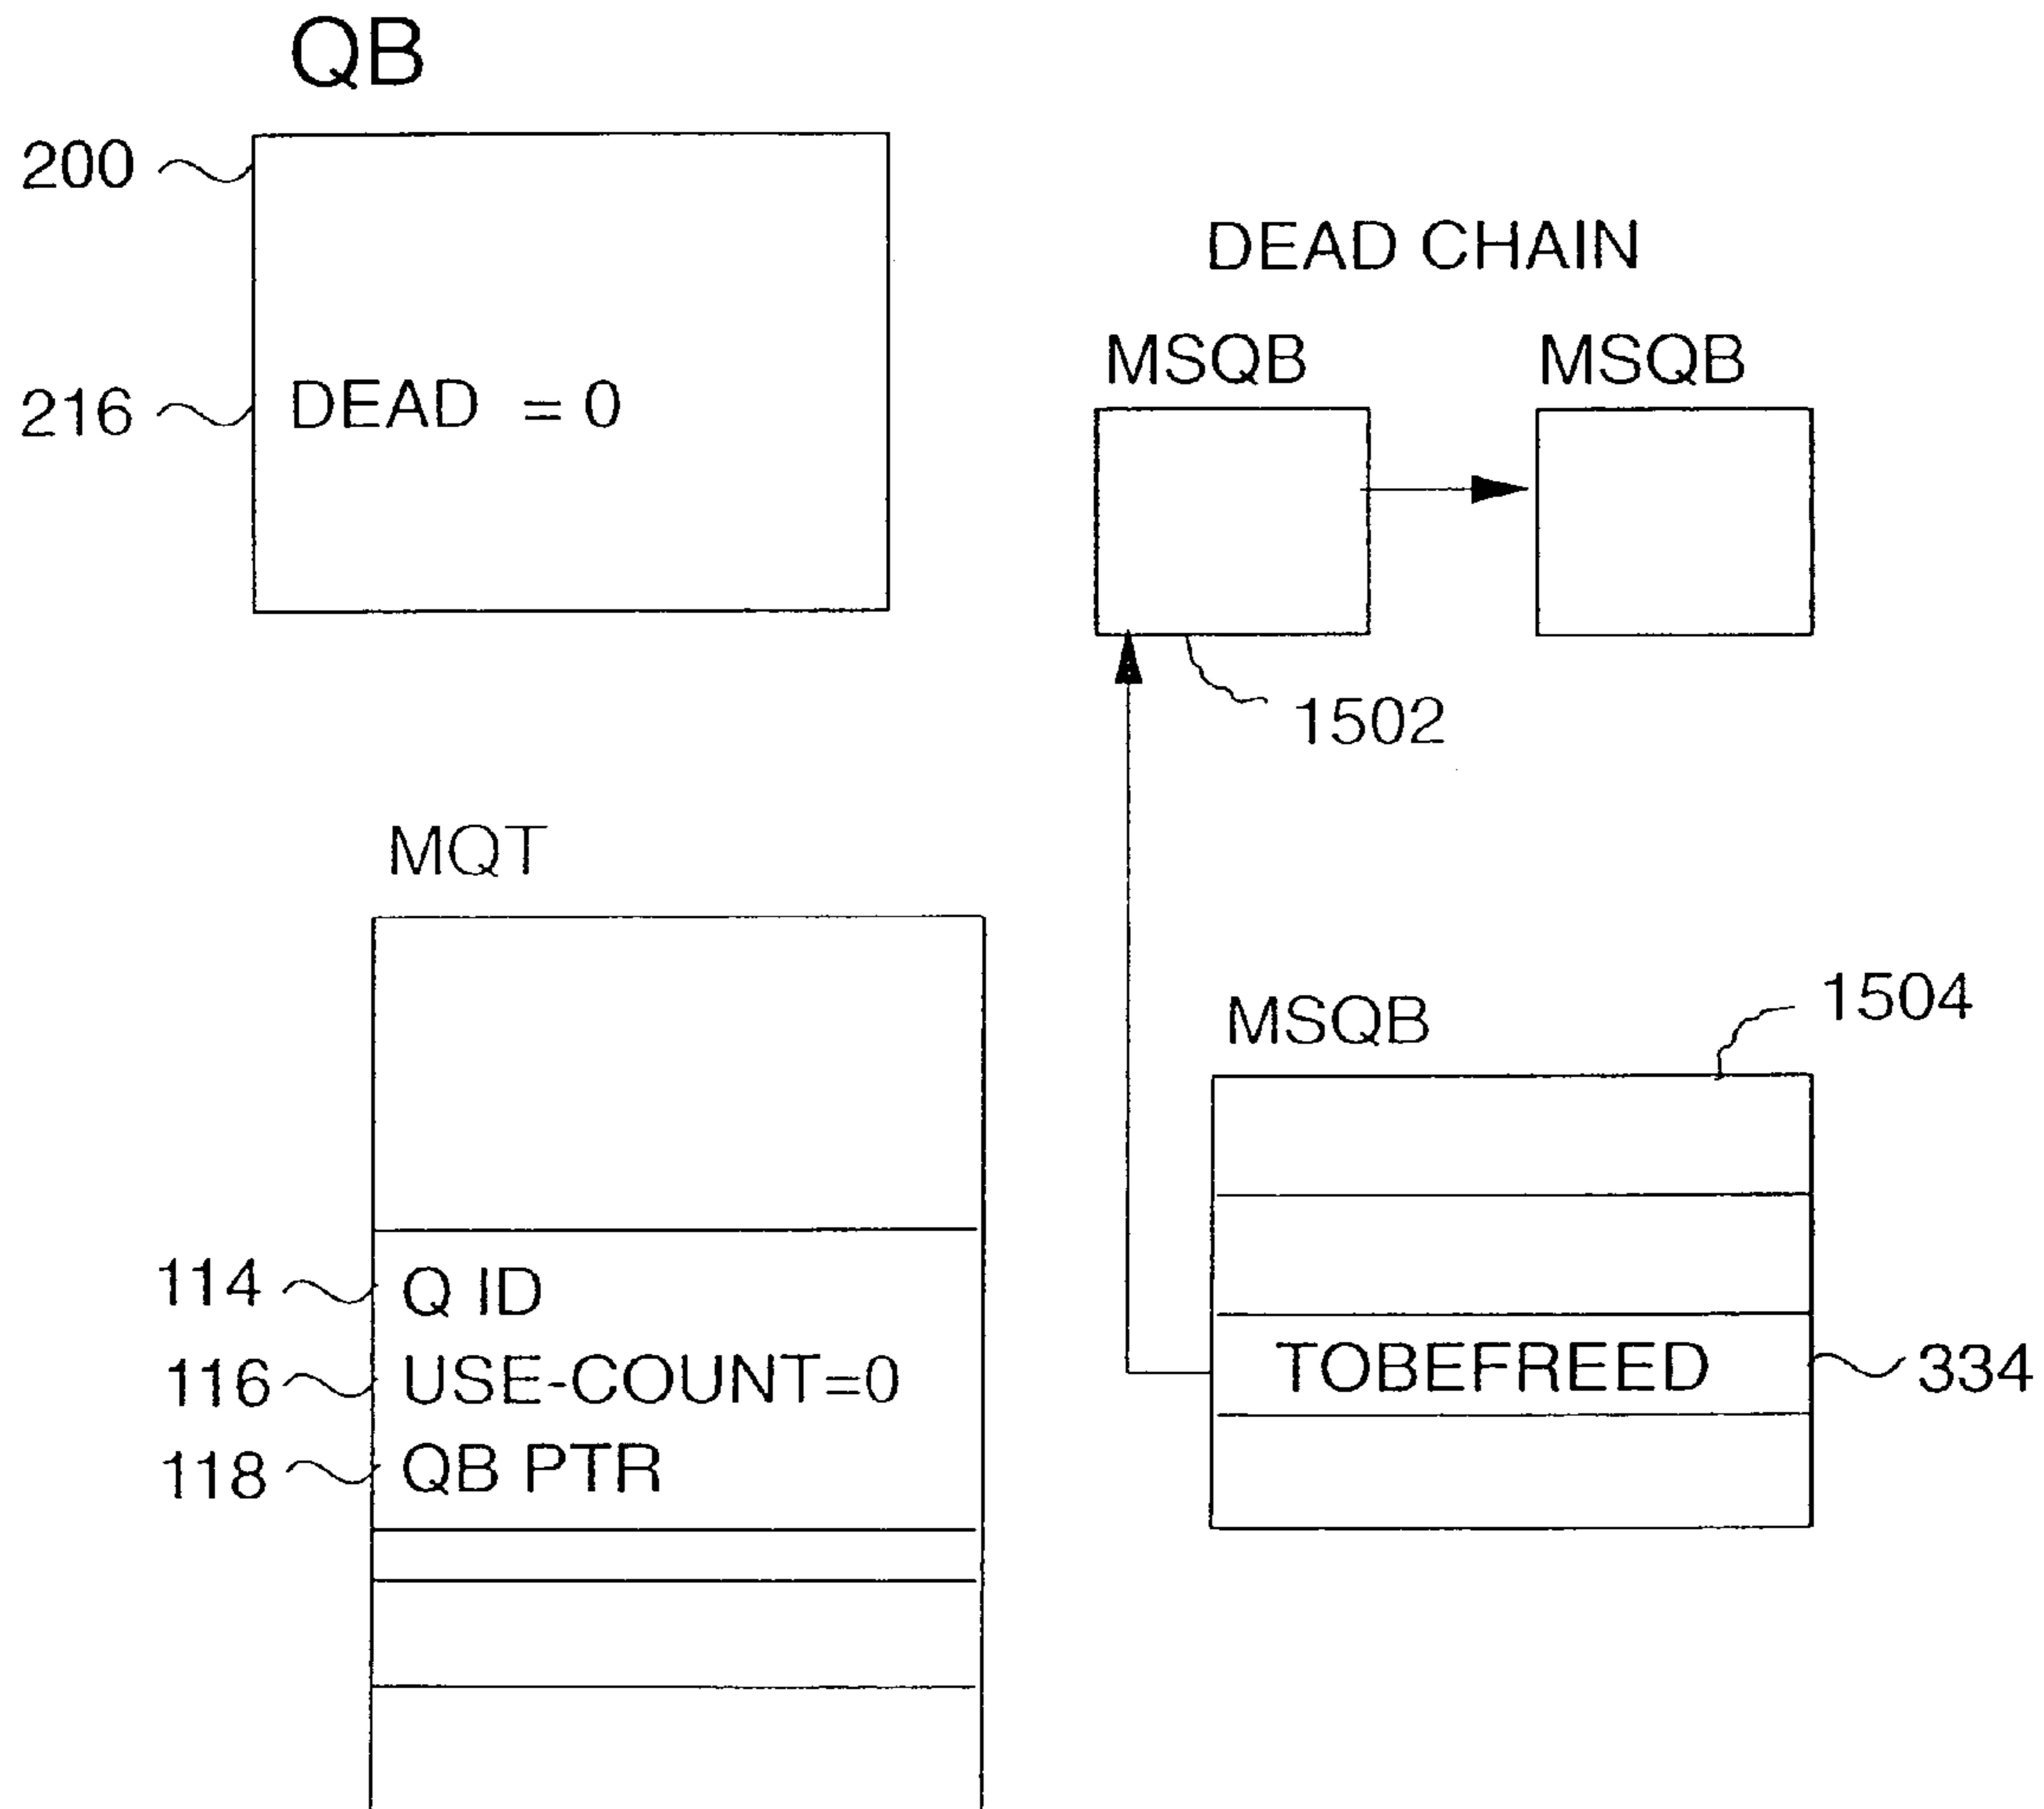 QB
200
216
DEAD = 0
DEAD CHAIN
MSQB
MSQB
1502
MQT
114
Q ID
116
USE-COUNT=0
118
QB PTR
MSQB
1504
TOBEFREED
334